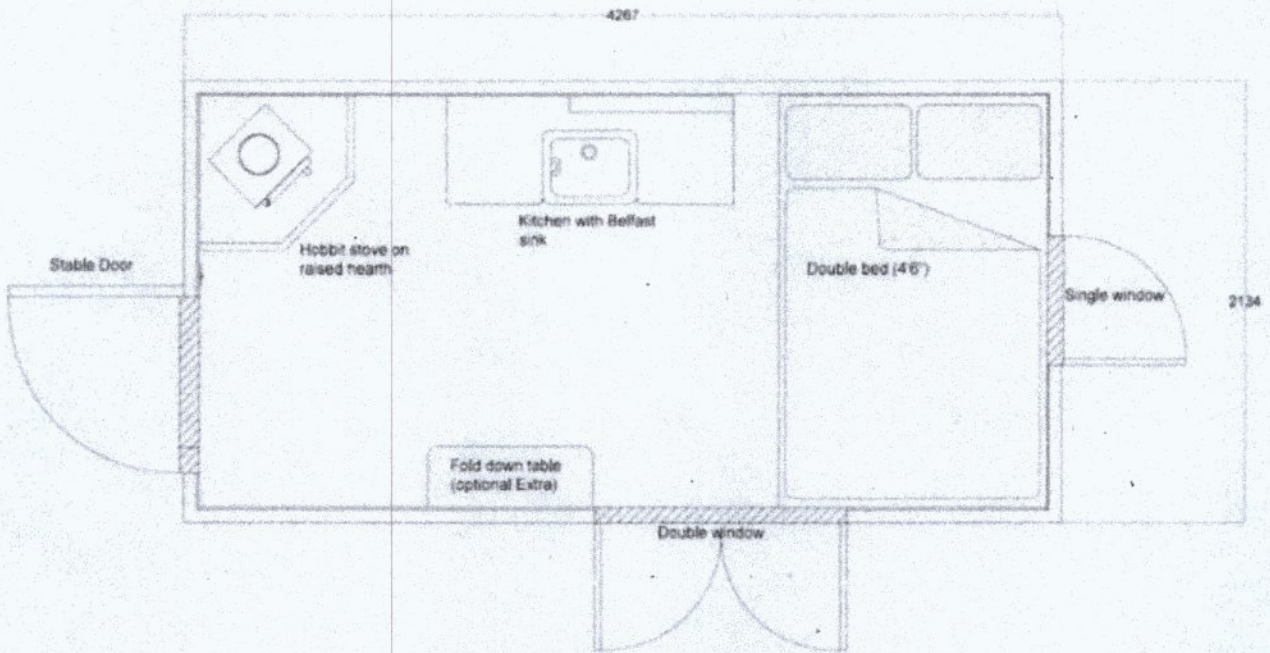 4267
Stable Door
Hobbit stove on
raised hearth
Kitchen with Belfast
sink
Double bed (4'6")
Single window
2134
Fold down table
(optional Extra)
Double window